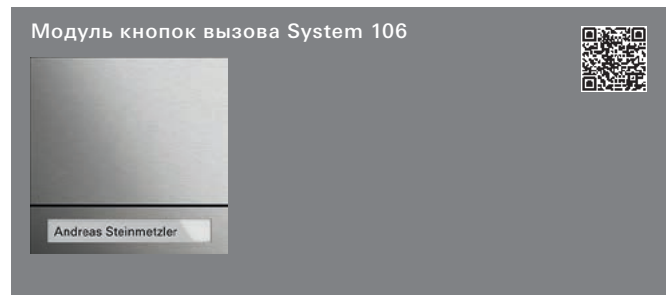 Модуль кнопок вызова System 106
Andreas Steinmetzler